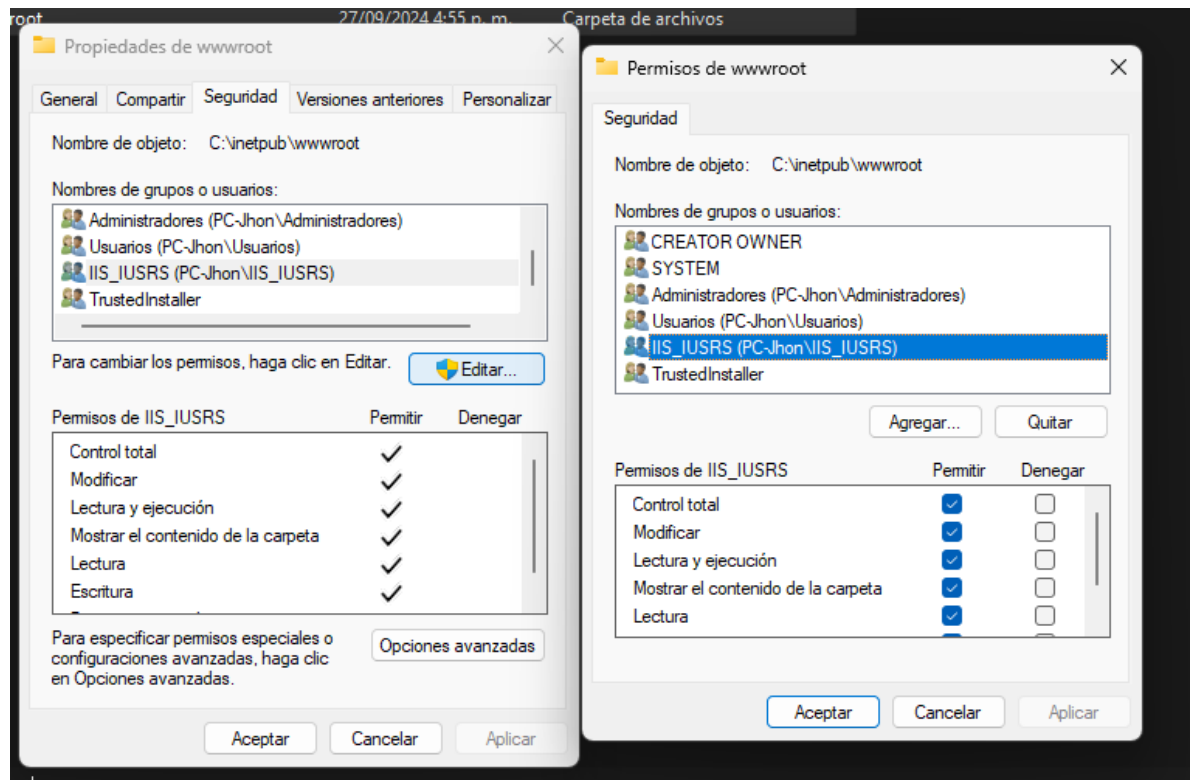 root 27/09/2024 4:55 p. m. Carpeta de archivos
Propiedades de wwwroot
General Compartir Seguridad Versiones anteriores Personalizar
Nombre de objeto: C:\inetpub\wwwroot
Nombres de grupos o usuarios:
Administradores (PC-Jhon\Administradores)
Usuarios (PC-Jhon\Usuarios)
IIS_IUSRS (PC-Jhon\IIS_IUSRS)
TrustedInstaller
Para cambiar los permisos, haga clic en Editar. Editar...
Permisos de IIS_IUSRS Permitir Denegar
Control total
Modificar
Lectura y ejecución
Mostrar el contenido de la carpeta
Lectura
Escritura
Para especificar permisos especiales o
configuraciones avanzadas, haga clic
en Opciones avanzadas.
Opciones avanzadas
Aceptar Cancelar Aplicar
Permisos de wwwroot
Seguridad
Nombre de objeto: C:\inetpub\wwwroot
Nombres de grupos o usuarios:
CREATOR OWNER
SYSTEM
Administradores (PC-Jhon\Administradores)
Usuarios (PC-Jhon\Usuarios)
IIS_IUSRS (PC-Jhon\IIS_IUSRS)
TrustedInstaller
Agregar... Quitar
Permisos de IIS_IUSRS Permitir Denegar
Control total
Modificar
Lectura y ejecución
Mostrar el contenido de la carpeta
Lectura
Aceptar Cancelar Aplicar